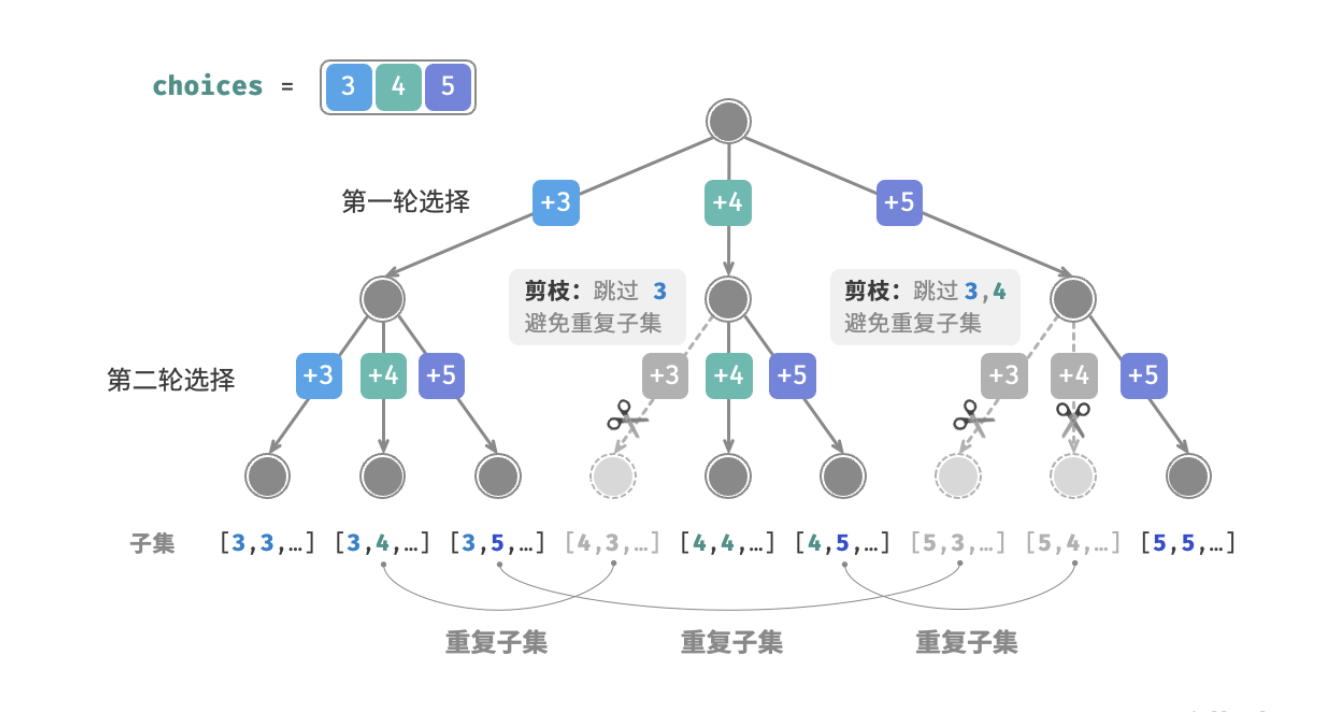 choices = 3 4 5
第一轮选择 +3 +4 +5
剪枝：跳过 3
避免重复子集
剪枝：跳过 3,4
避免重复子集
第二轮选择 +3 +4 +5 +3 +4 +5 +3 +4 +5
子集 [3,3,…] [3,4,…] [3,5,…] [4,3,…] [4,4,…] [4,5,…] [5,3,…] [5,4,…] [5,5,…]
重复子集 重复子集 重复子集